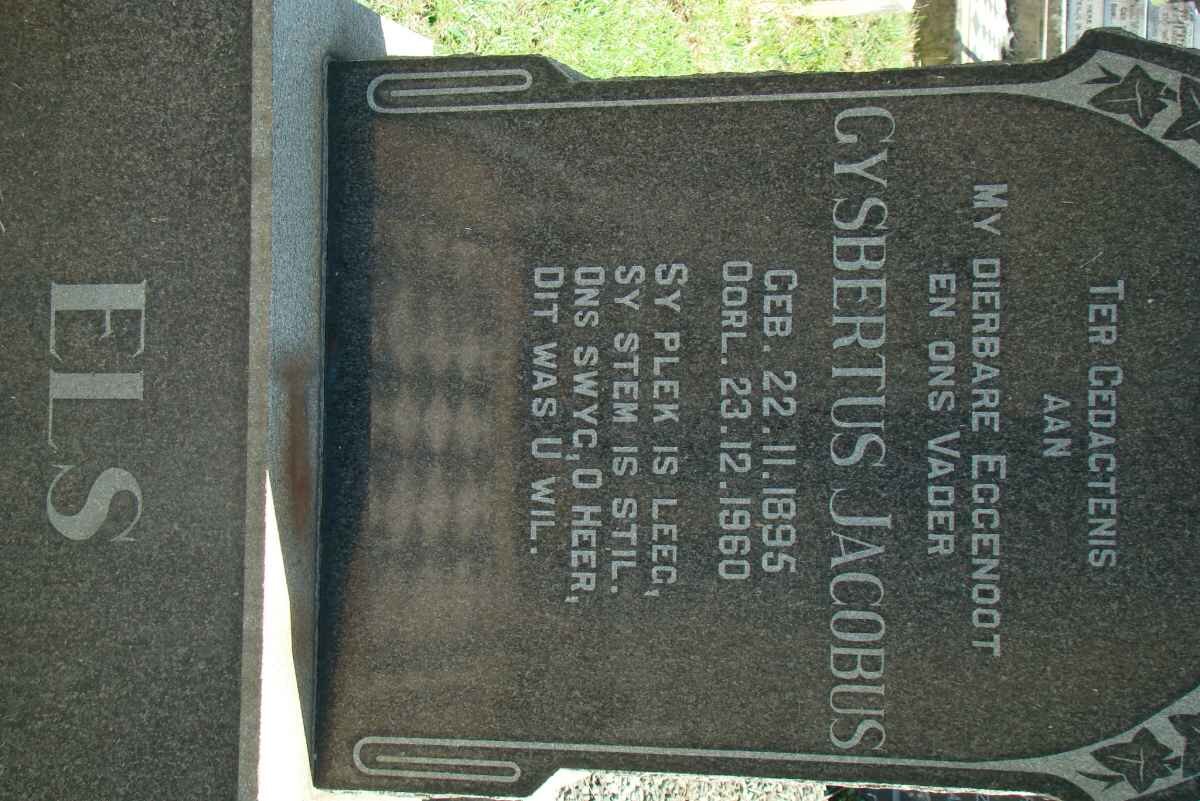 TER GEDAGTENIS
AAN
MY DIERBARE EGGENOOT
EN ONS VADER
GYSBERTUS JACOBUS
GEB. 22.11.1895
OORL. 23.12.1960
SY PLEK IS LEEG,
SY STEM IS STIL.
ONS SWYG, O HEER,
DIT WAS U WIL.
ELS